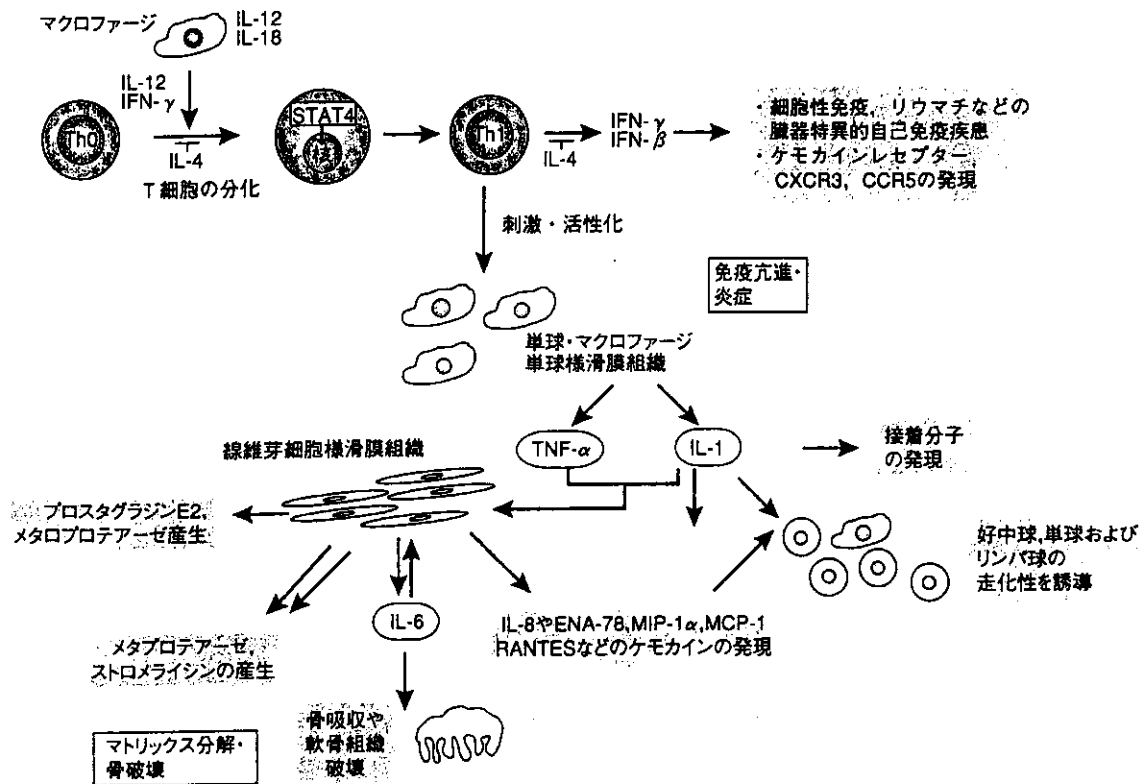 マクロファージ
IL-12
IL-18
IL-12
IFN-γ
Th0
IL-4
T細胞の分化
STAT4
核
Th1
IL-4
IFN-γ
IFN-β
・細胞性免疫，リウマチなどの
臓器特異的自己免疫疾患
・ケモカインレセプター
CXCR3，CCR5の発現
刺激・活性化
免疫亢進・
炎症
単球・マクロファージ
単球様滑膜組織
TNF-α
IL-1
接着分子
の発現
線維芽細胞様滑膜組織
プロスタグラジンE2，
メタロプロテアーゼ産生
好中球，単球および
リンパ球の
走化性を誘導
IL-6
IL-8やENA-78，MIP-1α，MCP-1
RANTESなどのケモカインの発現
メタプロテアーゼ，
ストロメライシンの産生
骨吸収や
軟骨組織
破壊
マトリックス分解・
骨破壊